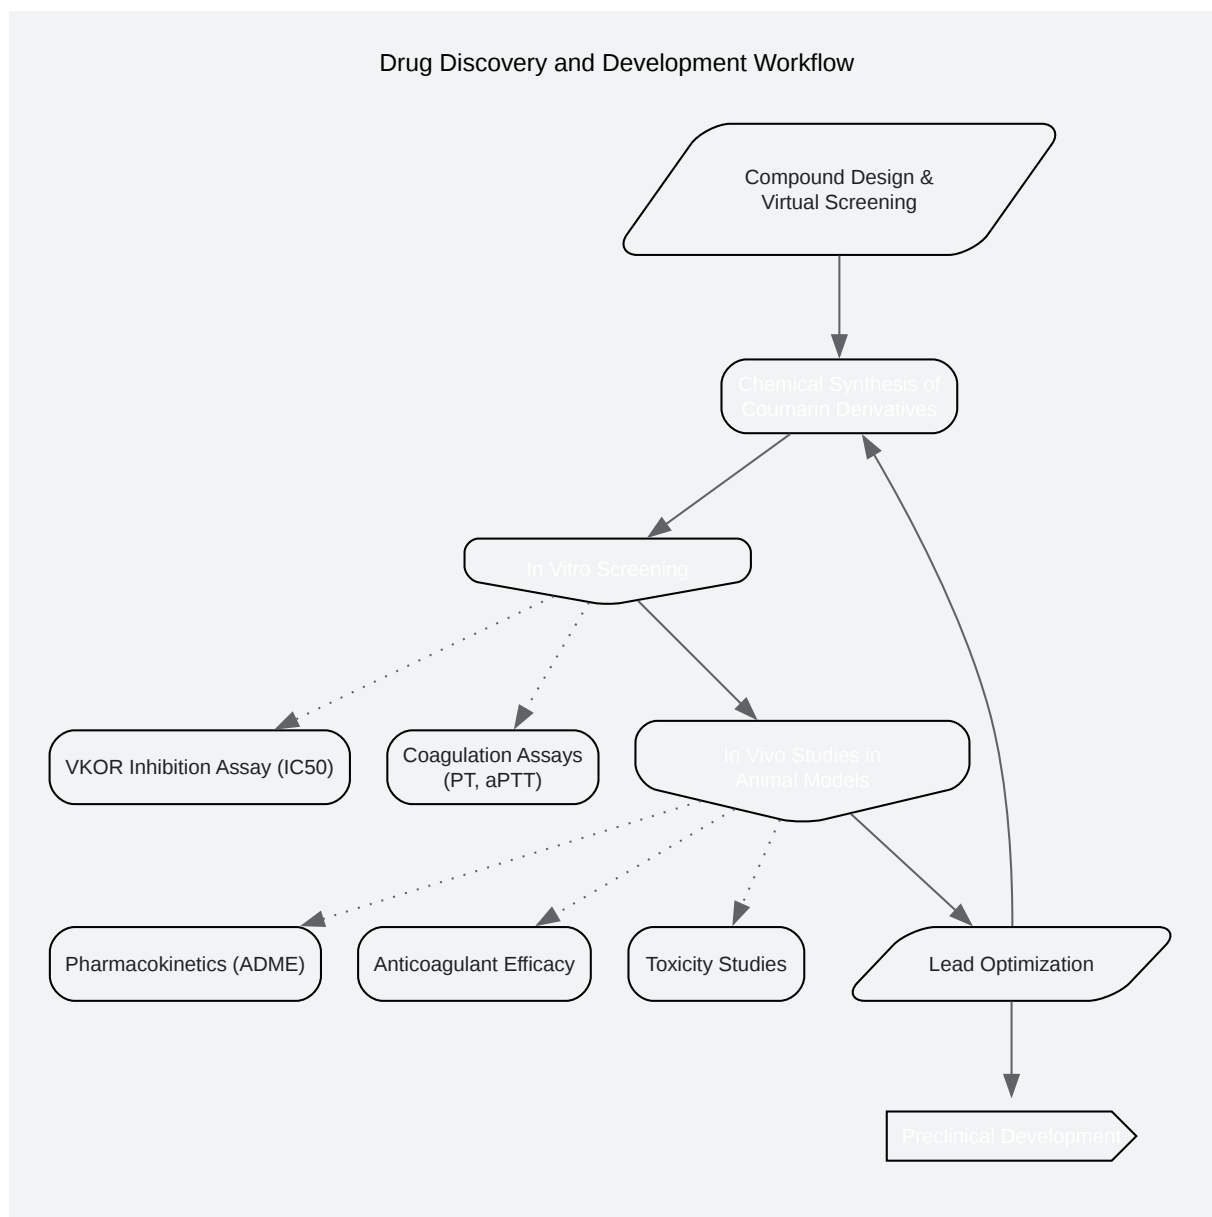 Drug Discovery and Development Workflow
Compound Design &
Virtual Screening
Chemical Synthesis of
Coumarin Derivatives
In Vitro Screening
VKOR Inhibition Assay (IC50)
Coagulation Assays
(PT, aPTT)
In Vivo Studies in
Animal Models
Pharmacokinetics (ADME)
Anticoagulant Efficacy
Toxicity Studies
Lead Optimization
Preclinical Development